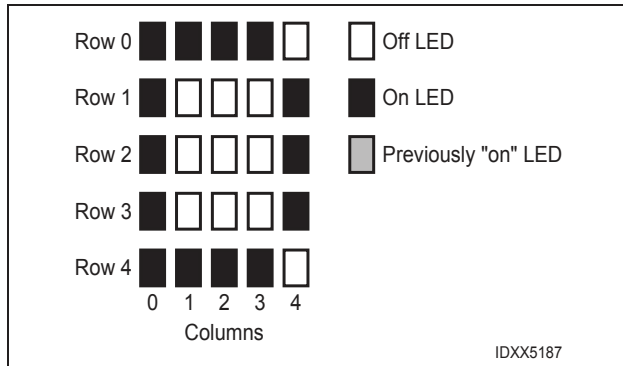 Row 0 Off LED
Row 1 On LED
Row 2 Previously "on" LED
Row 3
Row 4
0 1 2 3 4
Columns
IDXX5187